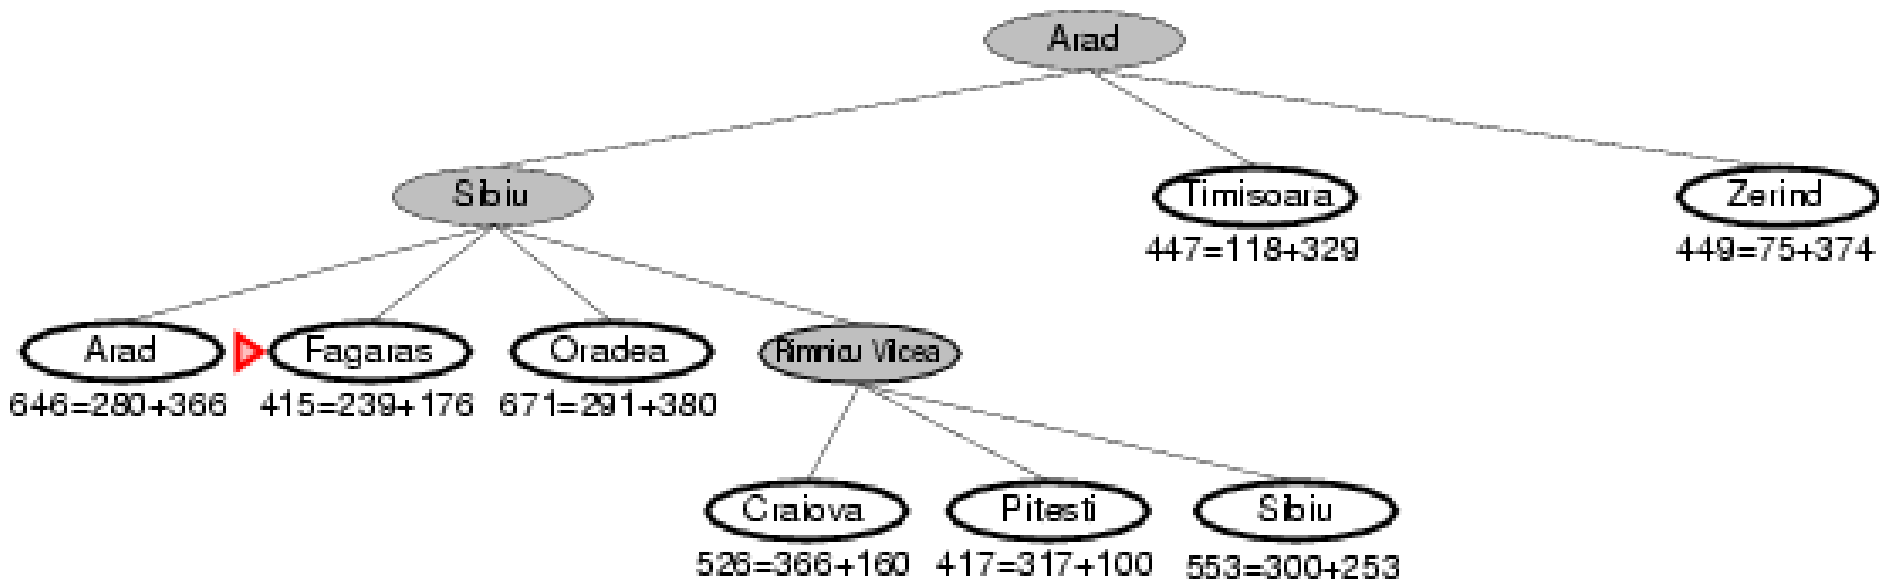 Arad
Sibiu
Timisoara
Zerind
447=118+329
449=75+374
Arad
Fagaras
Oradea
Rimnicu Vilcea
646=280+366
415=239+176
671=291+380
Craiova
Pitesti
Sibiu
526=366+160
417=317+100
553=300+253